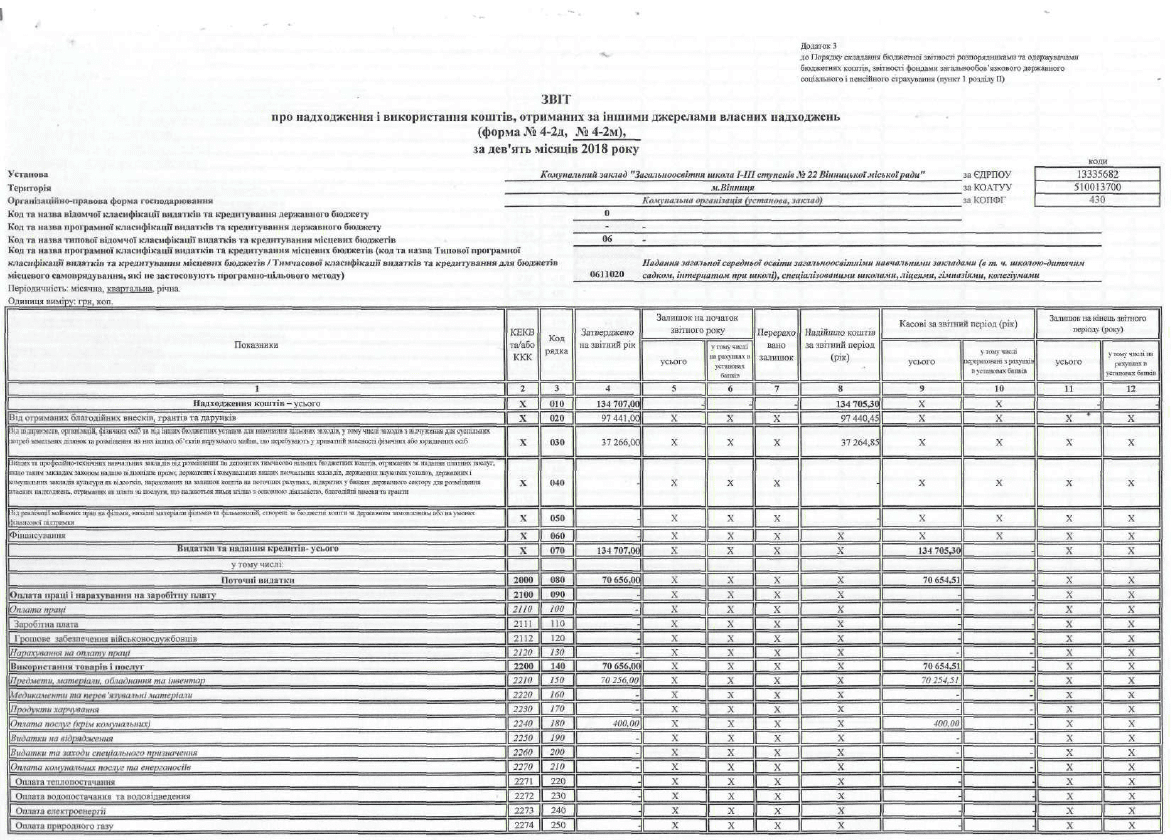 Додаток 3
до Порядку складання бюджетної звітності розпорядниками та одержувачами
бюджетних коштів, звітності фондами загальнообов'язкового державного
соціального і пенсійного страхування (пункт 1 розділу II)
ЗВІТ
про надходження і використання коштів, отриманих за іншими джерелами власних надходжень
(форма № 4-2д, № 4-2м),
за дев'ять місяців 2018 року
коди
Установа Комунальний заклад "Загальноосвітня школа І-ІІІ ступенів № 22 Вінницької міської ради" за ЄДРПОУ 13335682
Територія м.Вінниця за КОАТУУ 510013700
Організаційно-правова форма господарювання Комунальна організація (установа, заклад) за КОПФГ 430
Код та назва відомчої класифікації видатків та кредитування державного бюджету 0
Код та назва програмної класифікації видатків та кредитування державного бюджету - -
Код та назва типової відомчої класифікації видатків та кредитування місцевих бюджетів 06 -
Код та назва програмної класифікації видатків та кредитування місцевих бюджетів (код та назва Типової програмної
класифікації видатків та кредитування місцевих бюджетів / Тимчасової класифікації видатків та кредитування для бюджетів
місцевого самоврядування, які не застосовують програмно-цільового методу) 0611020 Надання загальної середньої освіти загальноосвітніми навчальними закладами (в т. ч. школою-дитячим
садком, інтернатом при школі), спеціалізованими школами, ліцеями, гімназіями, колегіумами
Періодичність: місячна, квартальна, річна.
Одиниця виміру: грн, коп.
Показники КЕКВ та/або ККК Код рядка Затверджено на звітний рік Залишок на початок звітного року Перераховано залишок Надійшло коштів за звітний період (рік) Касові за звітний період (рік) Залишок на кінець звітного періоду (року)
усього у тому числі на рахунках в установах банків усього у тому числі перераховані з рахунків в установах банків усього у тому числі на рахунках в установах банків
1 2 3 4 5 6 7 8 9 10 11 12
Надходження коштів – усього X 010 134 707,00 - - - 134 705,30 X X - -
Від отриманих благодійних внесків, грантів та дарунків X 020 97 441,00 X X X 97 440,45 X X X X
Від підприємств, організацій, фізичних осіб та від інших бюджетних установ для виконання цільових заходів, у тому числі заходів з відчуження для суспільних
потреб земельних ділянок та розміщених на них інших об'єктів нерухомого майна, що перебувають у приватній власності фізичних або юридичних осіб X 030 37 266,00 X X X 37 264,85 X X X X
Вищих та професійно-технічних навчальних закладів від розміщення на депозитах тимчасово вільних бюджетних коштів, отриманих за надання платних послуг,
якщо таким закладам законом надано відповідне право; державних і комунальних вищих навчальних закладів, державних наукових установ, державних і
комунальних закладів культури як відсотки, нараховані на залишок коштів на поточних рахунках, відкритих у банках державного сектору для розміщення
власних надходжень, отриманих як плата за послуги, що надаються ними згідно з основною діяльністю, благодійні внески та гранти X 040 - X X X - X X X X
Від реалізації майнових прав на фільми, вихідні матеріали фільмів та фільмокопій, створені за бюджетні кошти за державним замовленням або на умовах
фінансової підтримки X 050 - X X X - X X X X
Фінансування X 060 - X X X X X X X X
Видатки та надання кредитів- усього X 070 134 707,00 X X X X 134 705,30 - X X
у тому числі:
Поточні видатки 2000 080 70 656,00 X X X X 70 654,51 - X X
Оплата праці і нарахування на заробітну плату 2100 090 - X X X X - - X X
Оплата праці 2110 100 - X X X X - - X X
Заробітна плата 2111 110 - X X X X - - X X
Грошове забезпечення військовослужбовців 2112 120 - X X X X - - X X
Нарахування на оплату праці 2120 130 - X X X X - - X X
Використання товарів і послуг 2200 140 70 656,00 X X X X 70 654,51 - X X
Предмети, матеріали, обладнання та інвентар 2210 150 70 256,00 X X X X 70 254,51 - X X
Медикаменти та перев'язувальні матеріали 2220 160 - X X X X - - X X
Продукти харчування 2230 170 - X X X X - - X X
Оплата послуг (крім комунальних) 2240 180 400,00 X X X X 400,00 - X X
Видатки на відрядження 2250 190 - X X X X - - X X
Видатки та заходи спеціального призначення 2260 200 - X X X X - - X X
Оплата комунальних послуг та енергоносіїв 2270 210 - X X X X - - X X
Оплата теплопостачання 2271 220 - X X X X - - X X
Оплата водопостачання та водовідведення 2272 230 - X X X X - - X X
Оплата електроенергії 2273 240 - X X X X - - X X
Оплата природного газу 2274 250 - X X X X - - X X